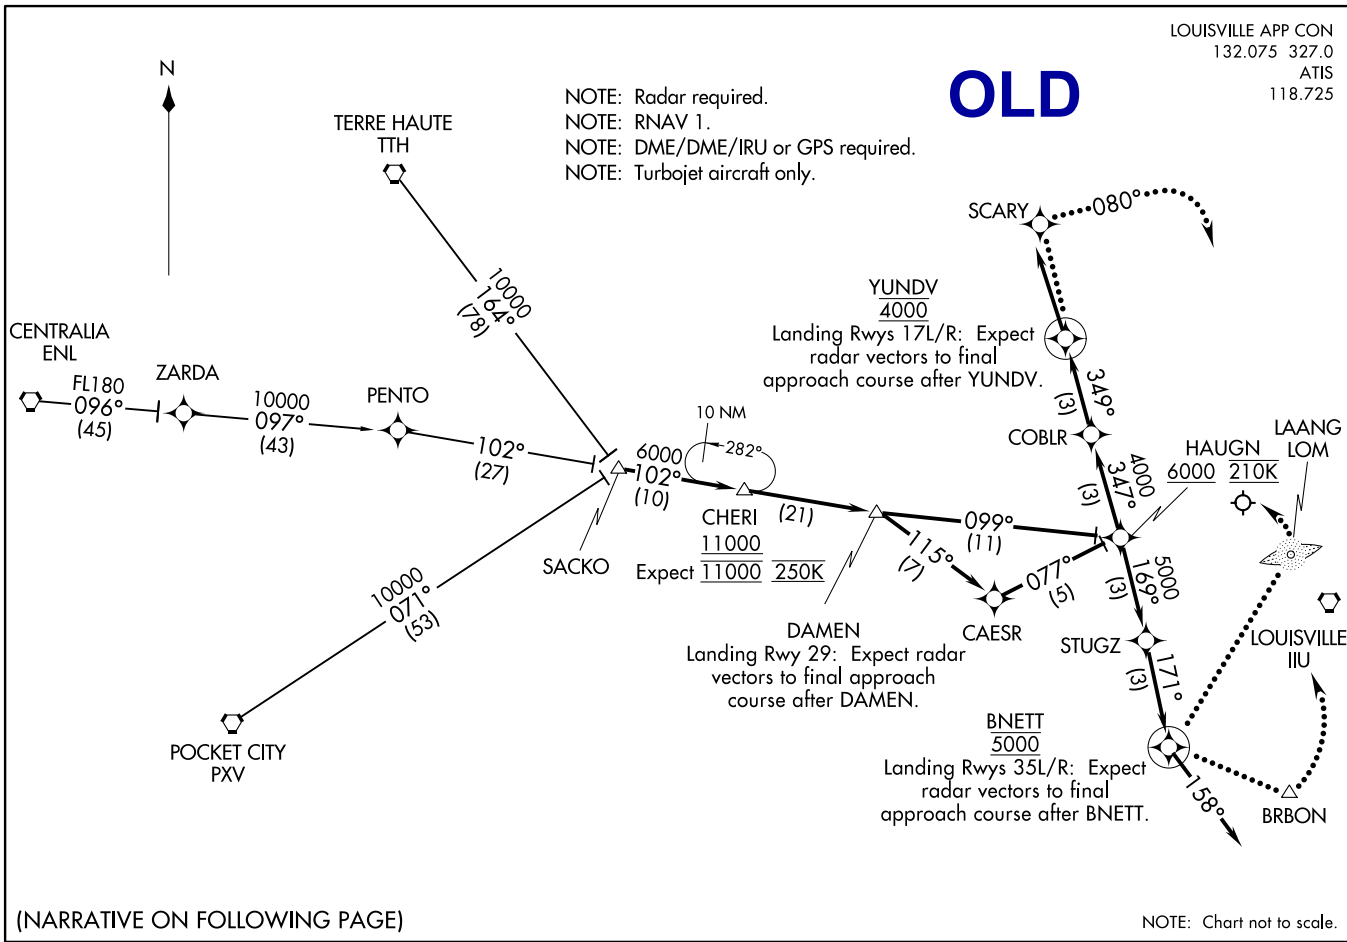 LOUISVILLE APP CON
132.075 327.0
ATIS
118.725
OLD
N
NOTE: Radar required.
NOTE: RNAV 1.
NOTE: DME/DME/IRU or GPS required.
NOTE: Turbojet aircraft only.
TERRE HAUTE
TTH
10000
164°
(78)
CENTRALIA
ENL
FL180
096°
(45)
ZARDA
10000
097°
(43)
PENTO
102°
(27)
POCKET CITY
PXV
10000
071°
(53)
SACKO
6000
102°
(10)
10 NM
282°
CHERI
11000
Expect 11000 250K
(21)
DAMEN
Landing Rwy 29: Expect radar
vectors to final approach
course after DAMEN.
099°
(11)
115°
(7)
CAESR
077°
(5)
HAUGN
6000 210K
4000
347°
(3)
COBLR
349°
(3)
YUNDV
4000
Landing Rwys 17L/R: Expect
radar vectors to final
approach course after YUNDV.
SCARY
080°
LAANG
LOM
5000
169°
(3)
STUGZ
171°
(3)
BNETT
5000
Landing Rwys 35L/R: Expect
radar vectors to final
approach course after BNETT.
158°
LOUISVILLE
IIU
BRBON
(NARRATIVE ON FOLLOWING PAGE)
NOTE: Chart not to scale.